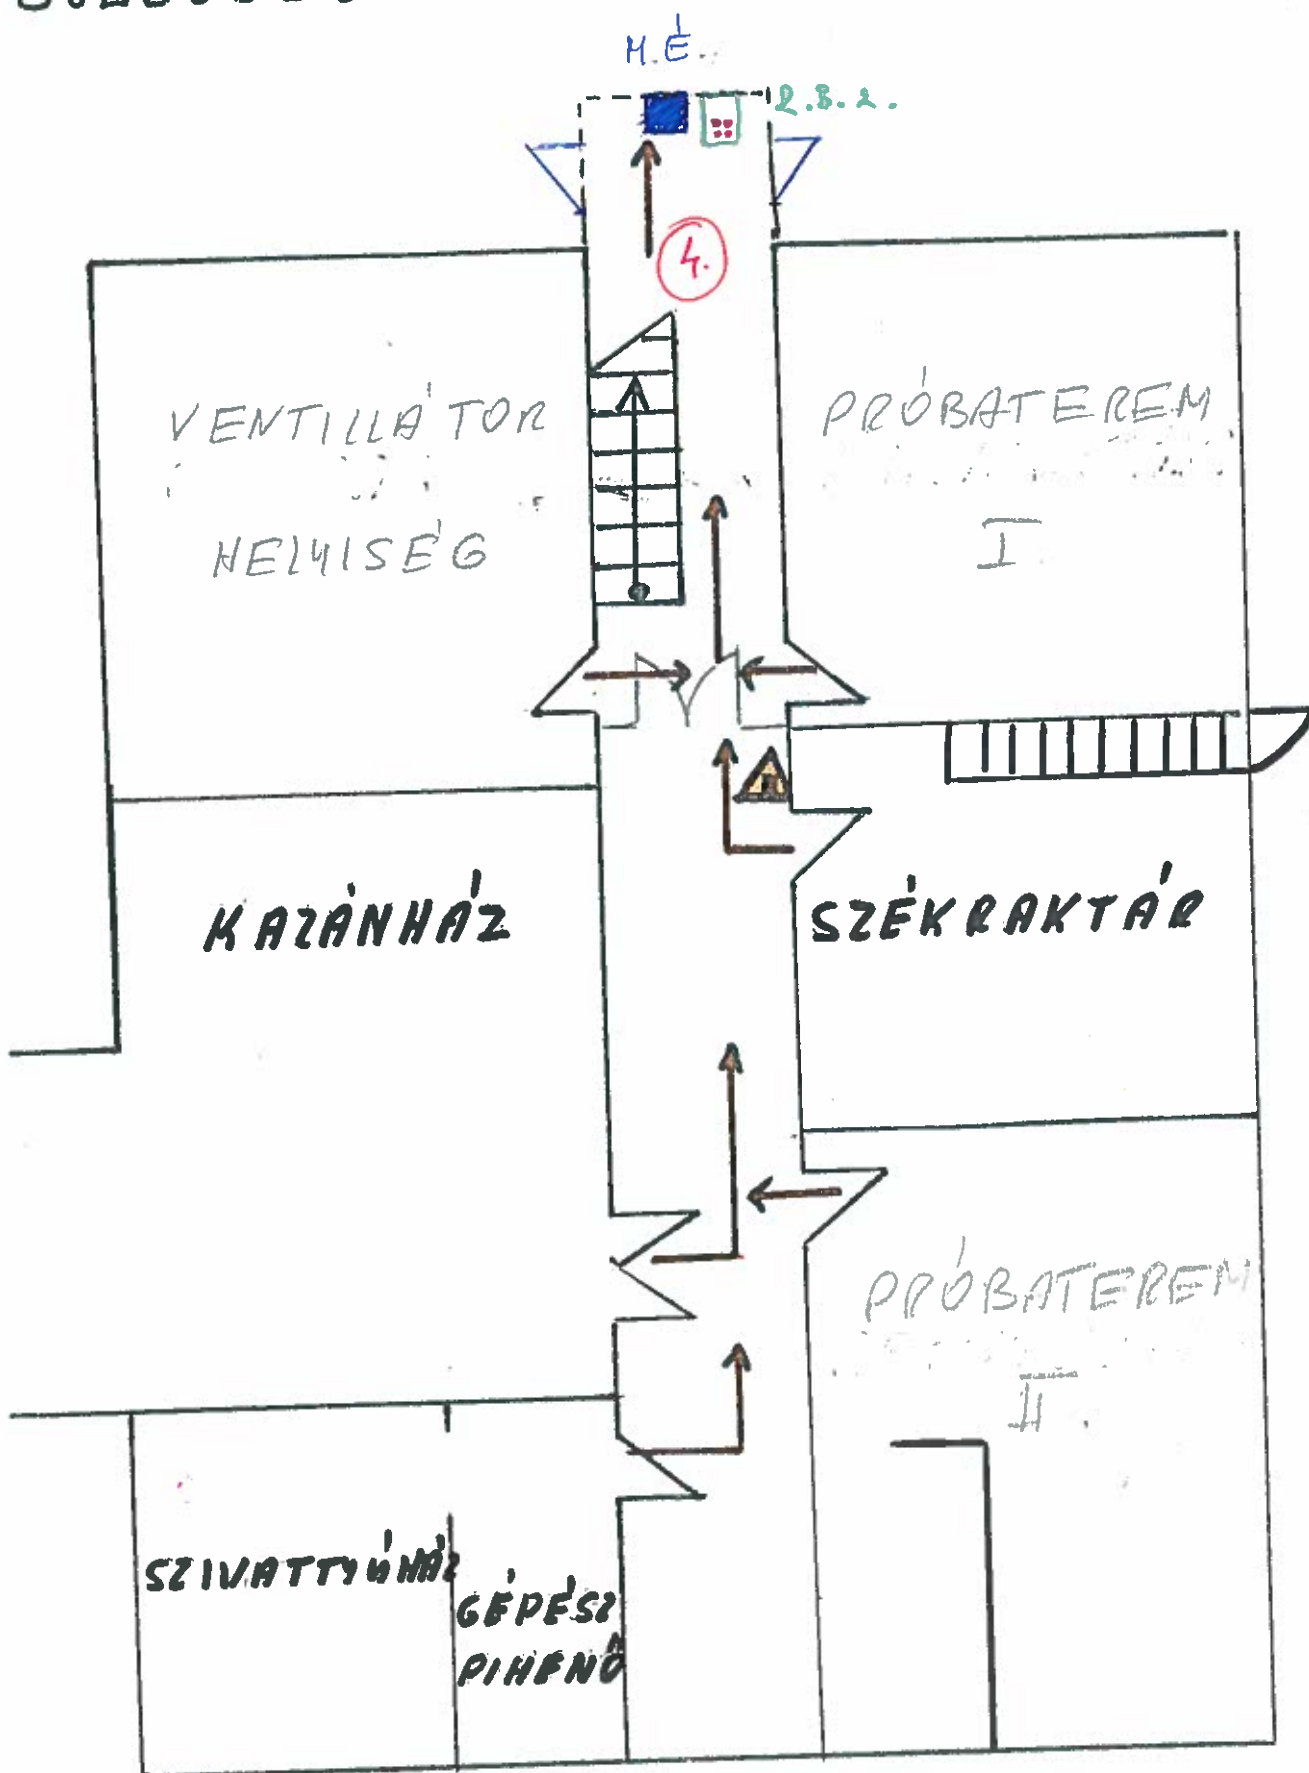 M.É.
R.B.R.
4.
VENTILLÁTOR
HELYISÉG
PRÓBATEREM
I.
KAZÁNHÁZ
SZÉKRAKTÁR
PRÓBATEREM
II.
SZIVATTYÚHÁZ
GÉPÉSZ
PIHENŐ